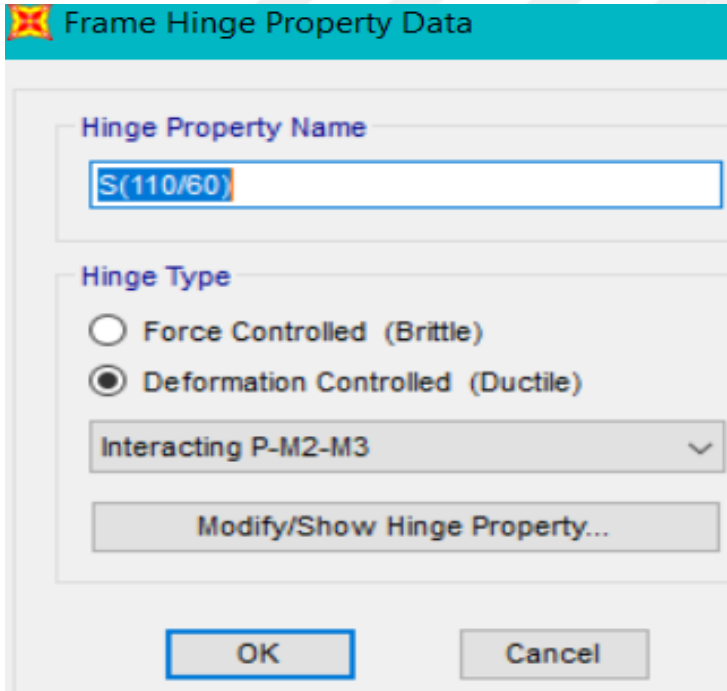 Frame Hinge Property Data
Hinge Property Name
S(110/60)
Hinge Type
Force Controlled (Brittle)
Deformation Controlled (Ductile)
Interacting P-M2-M3
Modify/Show Hinge Property...
OK Cancel